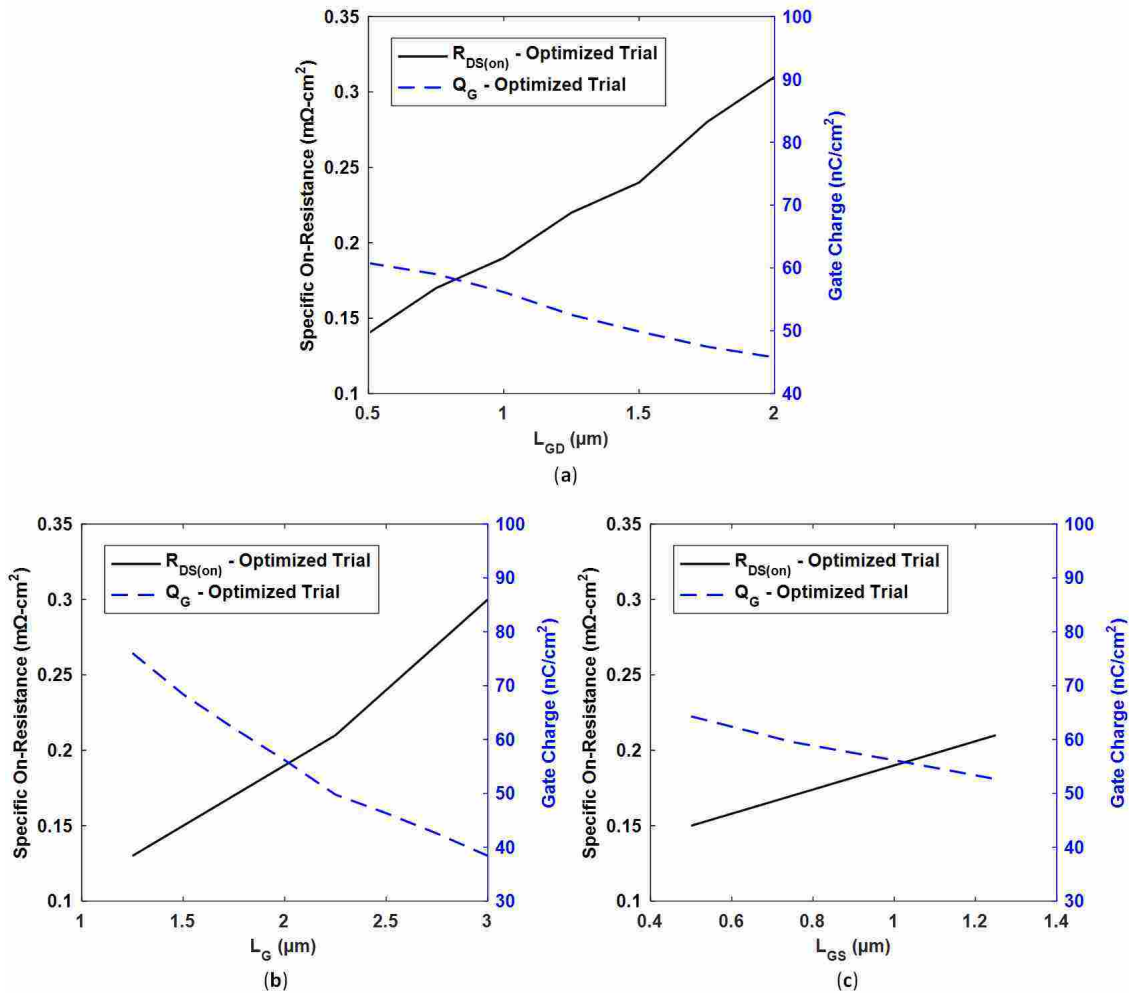 0.35
0.3
0.25
0.2
0.15
0.1
Specific On-Resistance (mΩ-cm²)
R_DS(on) - Optimized Trial
Q_G - Optimized Trial
100
90
80
70
60
50
40
Gate Charge (nC/cm²)
0.5 1 1.5 2
L_GD (µm)
(a)
0.35
0.3
0.25
0.2
0.15
0.1
Specific On-Resistance (mΩ-cm²)
R_DS(on) - Optimized Trial
Q_G - Optimized Trial
100
90
80
70
60
50
40
30
Gate Charge (nC/cm²)
1 1.5 2 2.5 3
L_G (µm)
(b)
0.35
0.3
0.25
0.2
0.15
0.1
Specific On-Resistance (mΩ-cm²)
R_DS(on) - Optimized Trial
Q_G - Optimized Trial
100
90
80
70
60
50
40
30
Gate Charge (nC/cm²)
0.4 0.6 0.8 1 1.2 1.4
L_GS (µm)
(c)